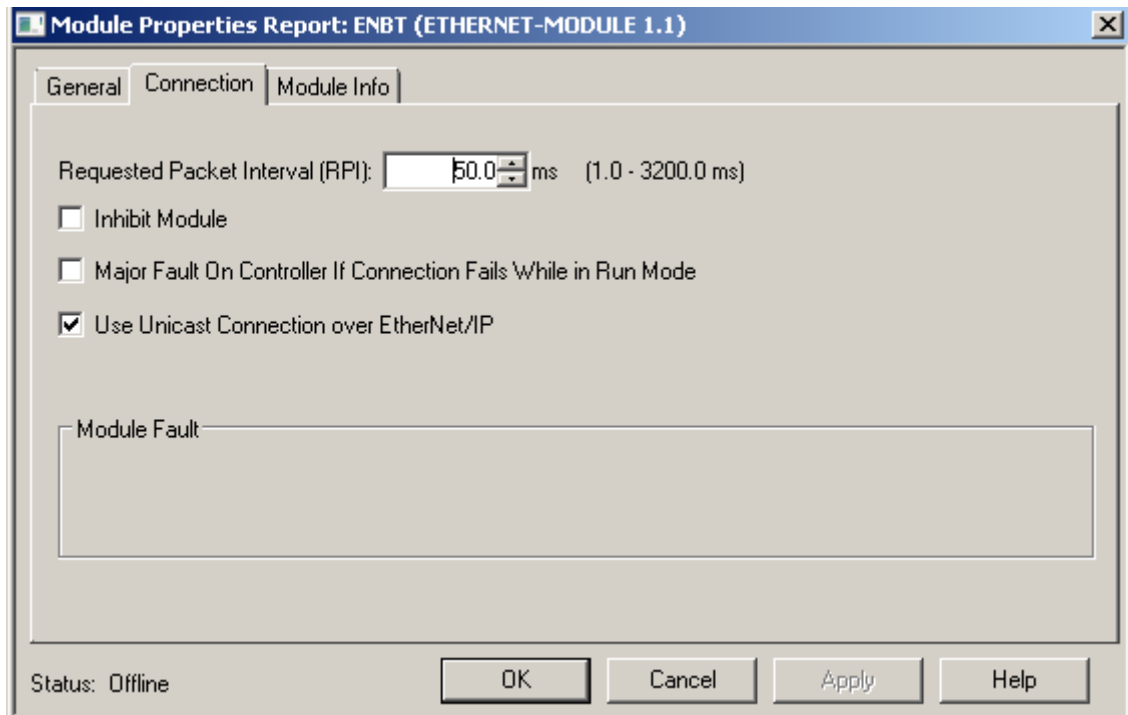 Module Properties Report: ENBT (ETHERNET-MODULE 1.1)
General Connection Module Info
Requested Packet Interval (RPI): 50.0 ms (1.0 - 3200.0 ms)
Inhibit Module
Major Fault On Controller If Connection Fails While in Run Mode
Use Unicast Connection over EtherNet/IP
Module Fault
Status: Offline OK Cancel Apply Help